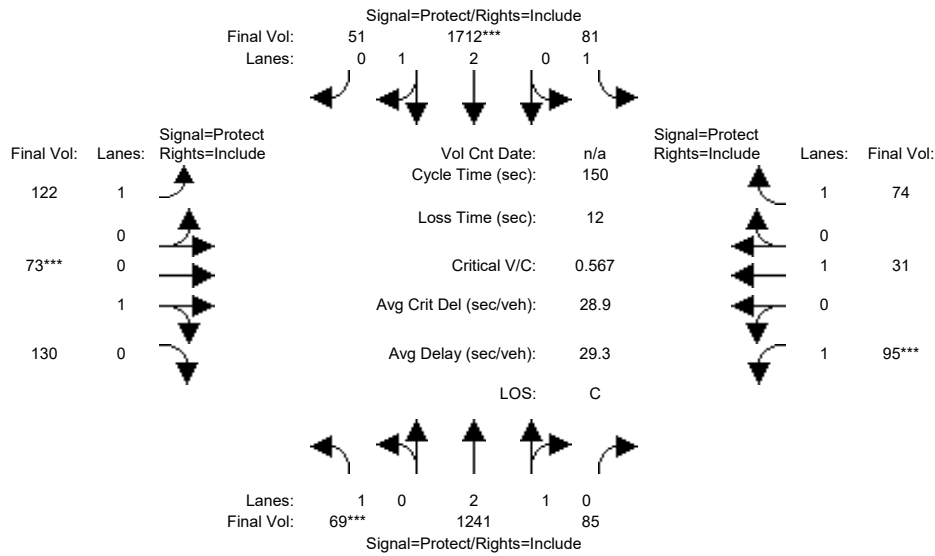 Signal=Protect/Rights=Include
Final Vol: 51 1712*** 81
Lanes: 0 1 2 0 1
Signal=Protect
Final Vol: Lanes: Rights=Include
Vol Cnt Date: n/a
Signal=Protect
Rights=Include Lanes: Final Vol:
Cycle Time (sec): 150
122 1
1 74
Loss Time (sec): 12
0
0
73*** 0
Critical V/C: 0.567
1 31
1
Avg Crit Del (sec/veh): 28.9
0
130 0
Avg Delay (sec/veh): 29.3
1 95***
LOS: C
Lanes: 1 0 2 1 0
Final Vol: 69*** 1241 85
Signal=Protect/Rights=Include